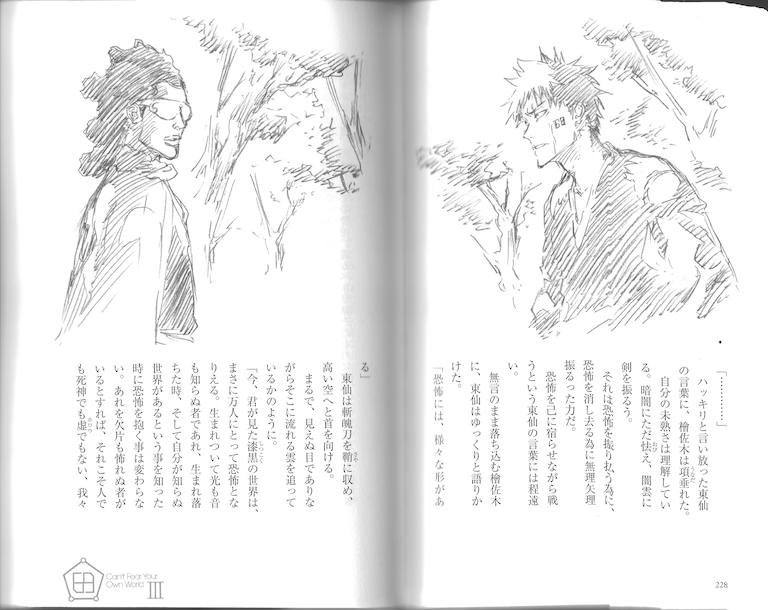 「…………」
ハッキリと言い放った東仙
の言葉に、檜佐木は項垂れた。
自分の未熟さは理解してい
る。暗闇にただ怯え、闇雲に
剣を振るう。
それは恐怖を振り払う為に、
恐怖を消し去る為に無理矢理
振るった力だ。
恐怖を己に宿らせながら戦
うという東仙の言葉には程遠
い。
無言のまま落ち込む檜佐木
に、東仙はゆっくりと語りか
けた。
「恐怖には、様々な形があ
228
69
る」
東仙は斬魄刀を鞘に収め、
高い空へと首を向ける。
まるで、見えぬ目でありな
がらそこに流れる雲を追って
いるかのように。
「今、君が見た漆黒の世界は、
まさに万人にとって恐怖とな
りえる。生まれついて光も音
も知らぬ者であれ、生まれ落
ちた時、そして自分が知らぬ
世界があるという事を知った
時に恐怖を抱く事は変わらな
い。あれを欠片も怖れぬ者が
いるとすれば、それこそ人で
も死神でも虚でもない、我々
Can't Fear Your
Own World
III